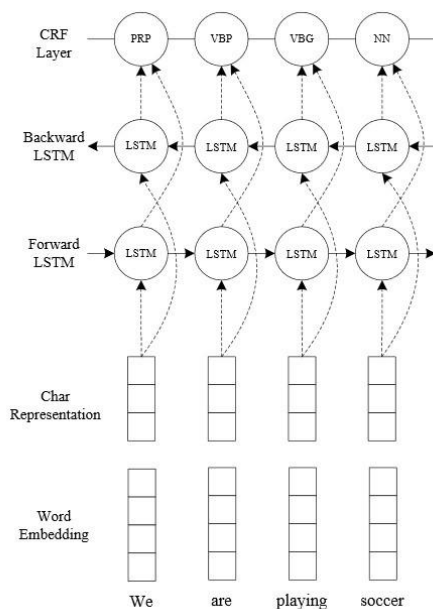 CRF
Layer
PRP VBP VBG NN
Backward
LSTM
LSTM LSTM LSTM LSTM
Forward
LSTM
LSTM LSTM LSTM LSTM
Char
Representation
Word
Embedding
We are playing soccer